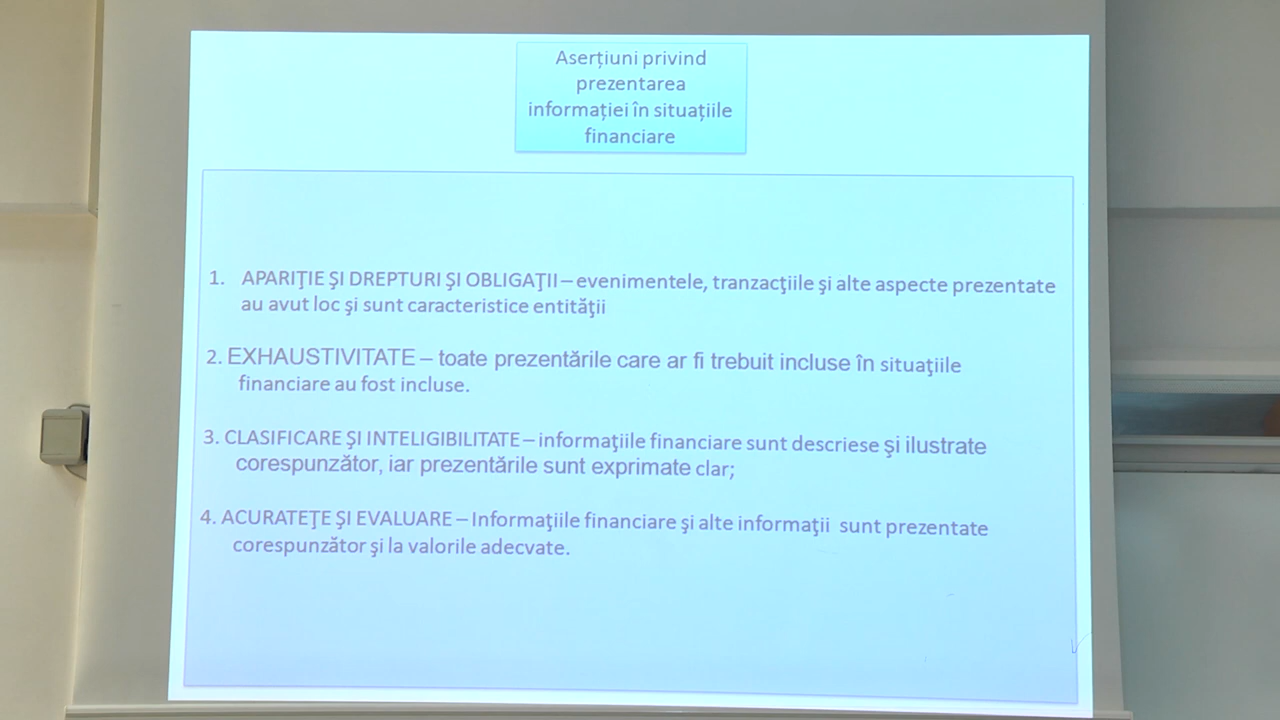 Aserțiuni privind
prezentarea
informației în situațiile
financiare
1. APARIŢIE ŞI DREPTURI ŞI OBLIGAŢII – evenimentele, tranzacţiile şi alte aspecte prezentate
au avut loc şi sunt caracteristice entităţii
2. EXHAUSTIVITATE – toate prezentările care ar fi trebuit incluse în situaţiile
financiare au fost incluse.
3. CLASIFICARE ŞI INTELIGIBILITATE – informaţiile financiare sunt descriese şi ilustrate
corespunzător, iar prezentările sunt exprimate clar;
4. ACURATEŢE ŞI EVALUARE – Informaţiile financiare şi alte informaţii sunt prezentate
corespunzător şi la valorile adecvate.